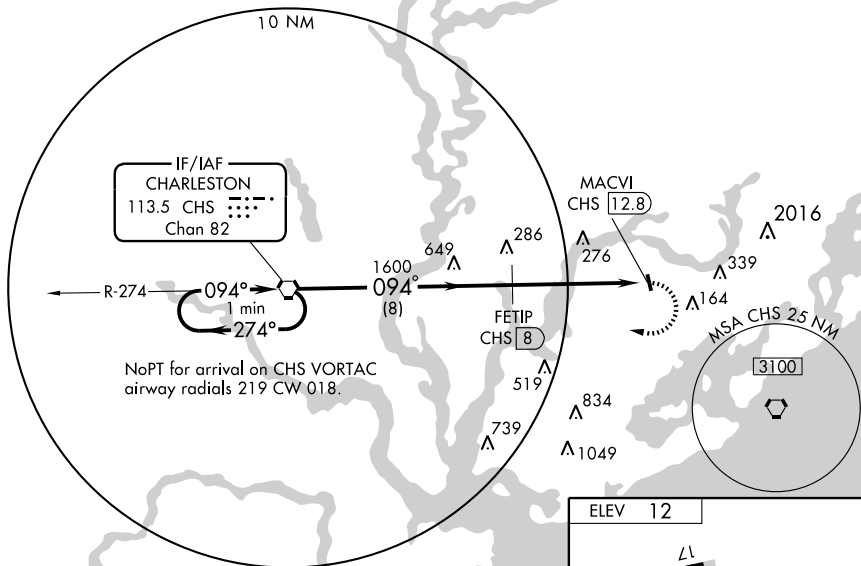 10 NM
IF/IAF
CHARLESTON
113.5 CHS
Chan 82
MACVI
CHS 12.8
2016
649
286
276
339
1600
094°
(8)
R-274
094°
1 min
274°
164
FETIP
CHS 8
MSA CHS 25 NM
3100
NoPT for arrival on CHS VORTAC
airway radials 219 CW 018.
519
834
739
1049
ELEV 12
17